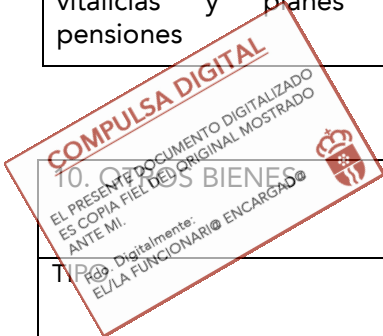 vitalicias y planes
pensiones
COMPULSA DIGITAL
EL PRESENTE DOCUMENTO DIGITALIZADO
ES COPIA FIEL DEL ORIGINAL MOSTRADO
ANTE MI.
Fdo. Digitalmente:
EL/LA FUNCIONARI@ ENCARGAD@
10. OTROS BIENES
TIPO